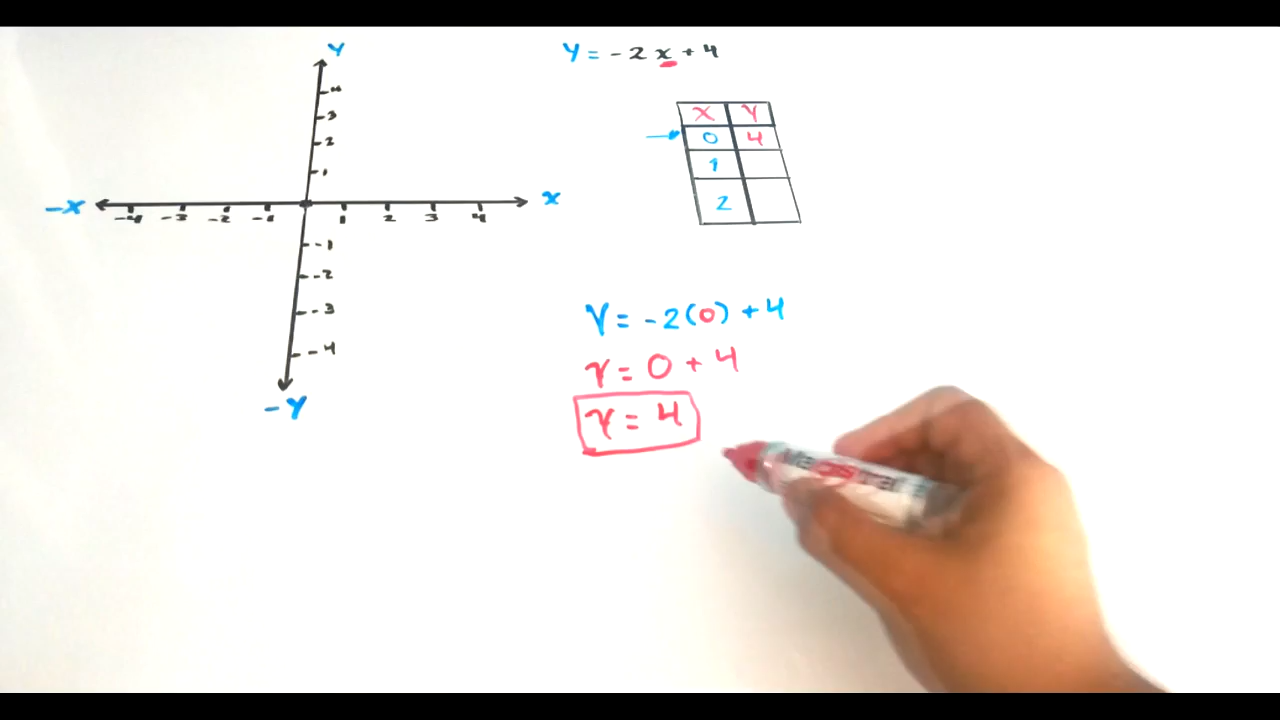 Y
4
3
2
1
-X -4 -3 -2 -1 1 2 3 4 X
-1
-2
-3
-4
-Y
Y = -2x + 4
X Y
0 4
1
2
Y = -2(0) + 4
Y = 0 + 4
Y = 4